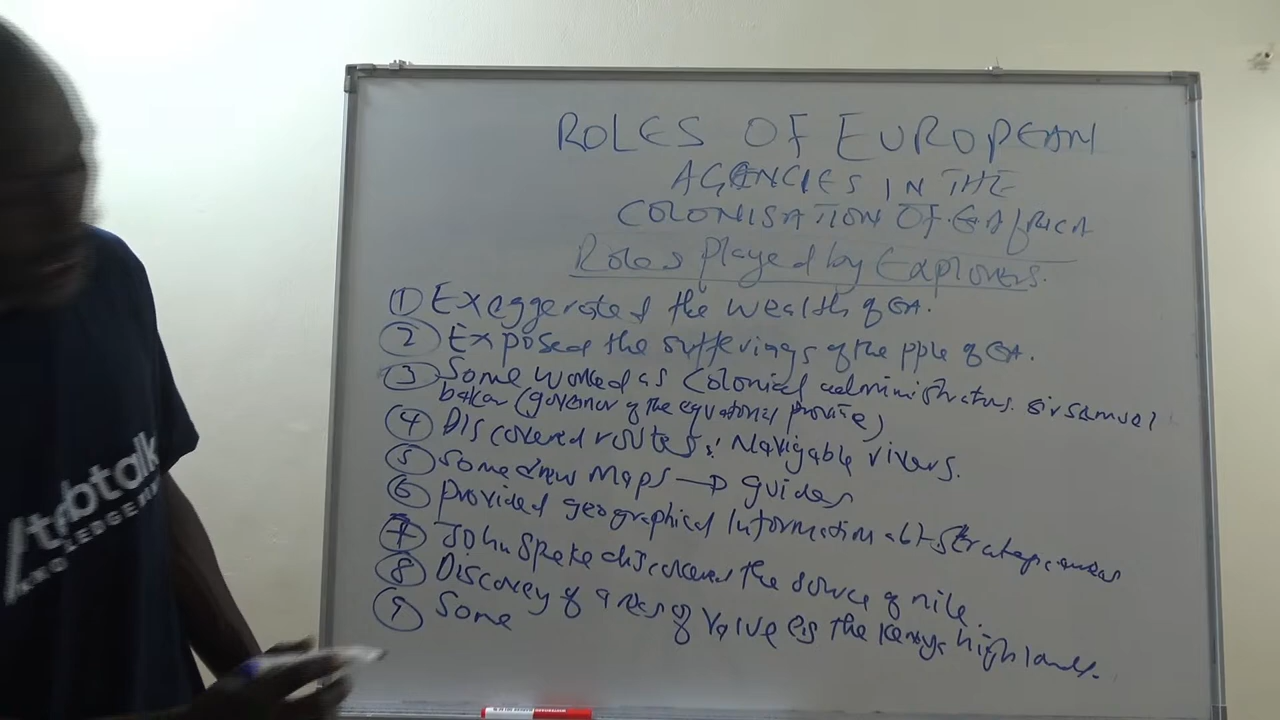 ROLES OF EUROPEAN
AGENCIES IN THE
COLONISATION OF E.AFRICA
Roles played by Explorers.
① Exaggerated the wealth of EA.
② Exposed the sufferings of the pple of EA.
③ Some worked as colonial administrators. sir samuel
baker (governor of the equatorial province)
④ Discovered routes: Navigable rivers.
⑤ Some drew maps → guides
⑥ provided geographical Information abt strategic areas
⑦ John Speke discovered the source of nile.
⑧ Discovery of areas of value eg the Kenya highlands.
⑨ Some